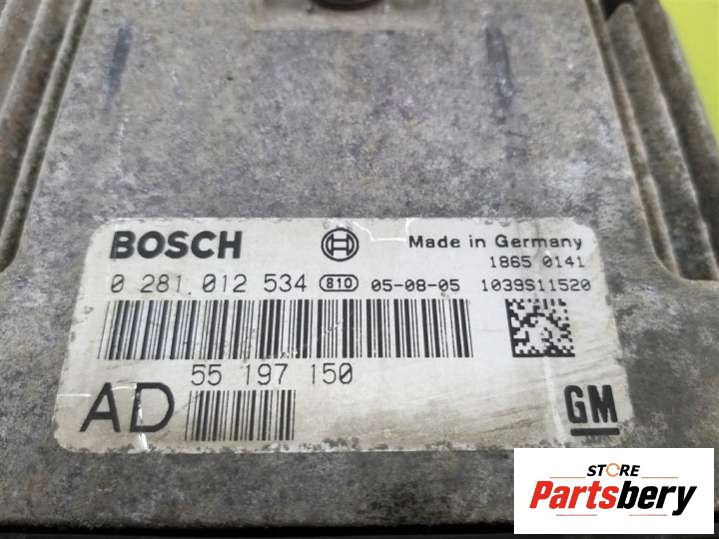 BOSCH
Made in Germany
1865 0141
0 281 012 534 810 05-08-05 1039S11520
55 197 150
AD
GM
STORE
Partsbery